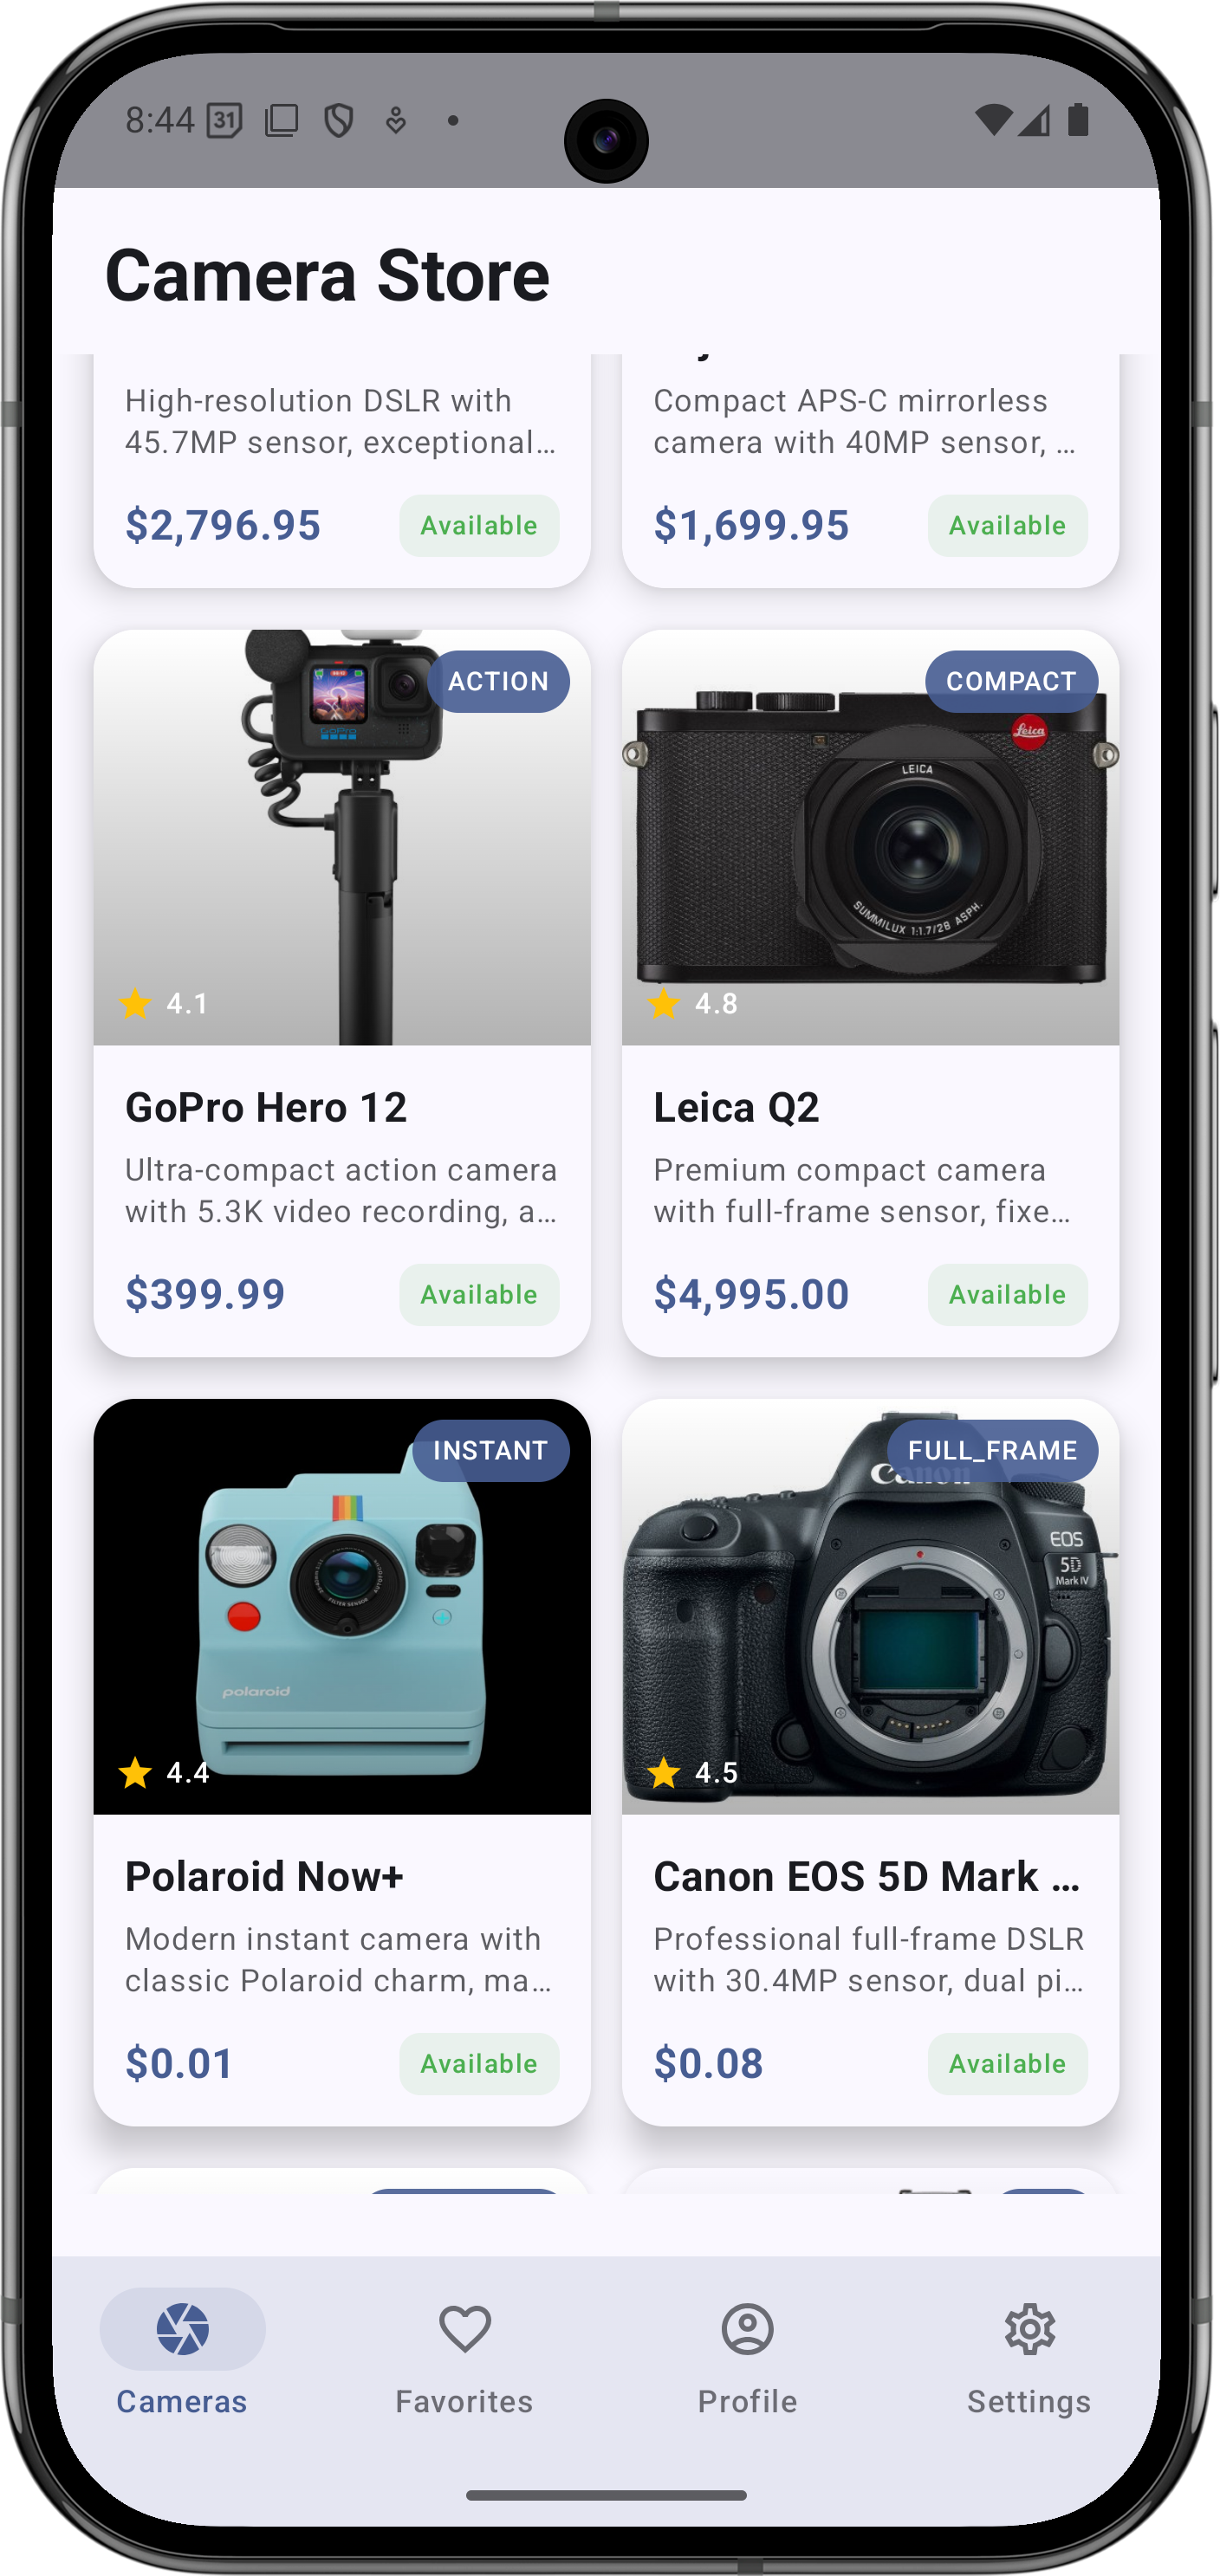 8:44 31
Camera Store
High-resolution DSLR with
45.7MP sensor, exceptional…
$2,796.95 Available
Compact APS-C mirrorless
camera with 40MP sensor, …
$1,699.95 Available
ACTION
GoPro
4.1
GoPro Hero 12
Ultra-compact action camera
with 5.3K video recording, a…
$399.99 Available
COMPACT
Leica
LEICA
SUMMILUX 1:1.7/28 ASPH.
4.8
Leica Q2
Premium compact camera
with full-frame sensor, fixe…
$4,995.00 Available
INSTANT
polaroid
4.4
Polaroid Now+
Modern instant camera with
classic Polaroid charm, ma…
$0.01 Available
FULL_FRAME
Canon
EOS
5D
Mark IV
4.5
Canon EOS 5D Mark …
Professional full-frame DSLR
with 30.4MP sensor, dual pi…
$0.08 Available
Cameras
Favorites
Profile
Settings